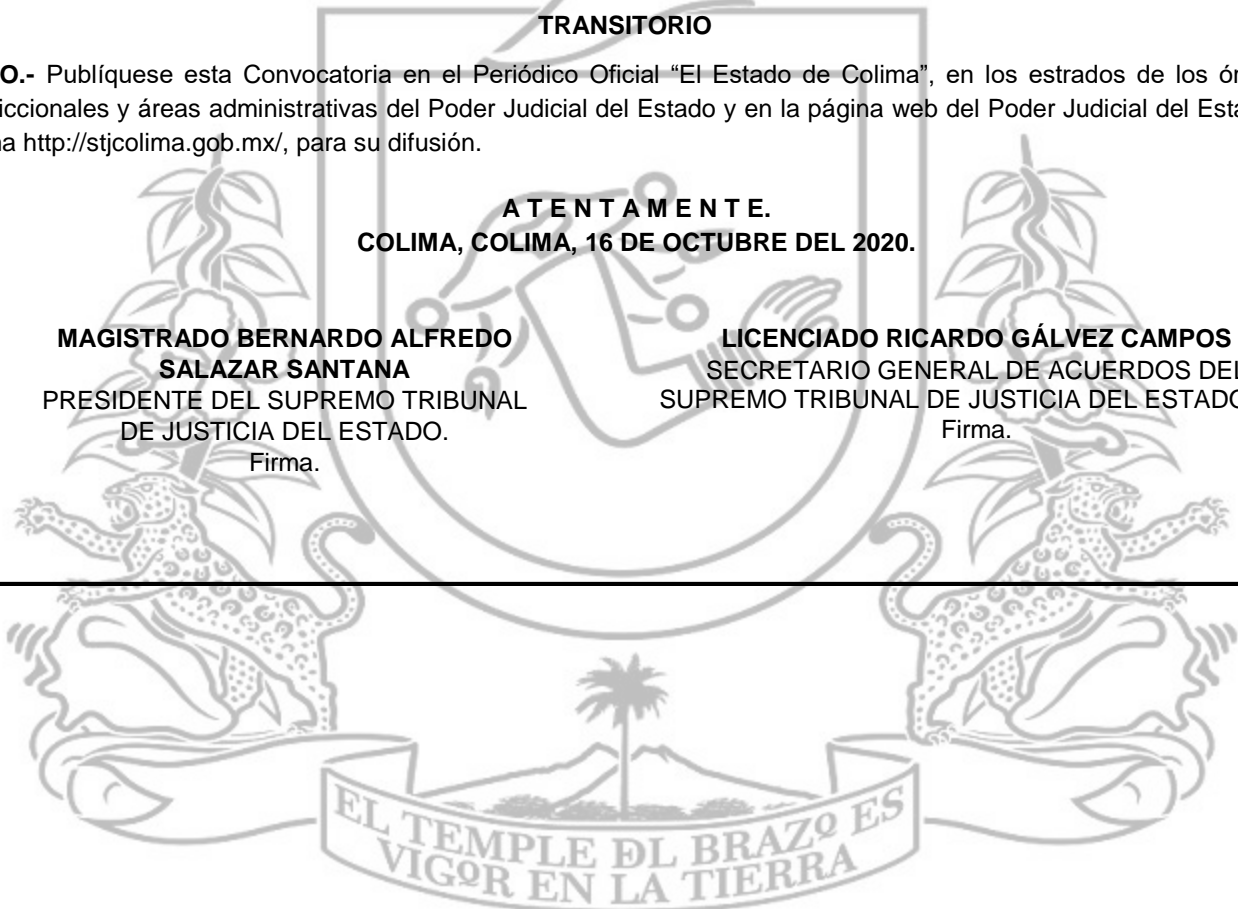 TRANSITORIO
O.- Publíquese esta Convocatoria en el Periódico Oficial “El Estado de Colima”, en los estrados de los ór
iccionales y áreas administrativas del Poder Judicial del Estado y en la página web del Poder Judicial del Esta
na http://stjcolima.gob.mx/, para su difusión.
A T E N T A M E N T E.
COLIMA, COLIMA, 16 DE OCTUBRE DEL 2020.
MAGISTRADO BERNARDO ALFREDO
SALAZAR SANTANA
PRESIDENTE DEL SUPREMO TRIBUNAL
DE JUSTICIA DEL ESTADO.
Firma.
LICENCIADO RICARDO GÁLVEZ CAMPOS
SECRETARIO GENERAL DE ACUERDOS DEL
SUPREMO TRIBUNAL DE JUSTICIA DEL ESTADO
Firma.
EL TEMPLE DL BRAZO ES
VIGOR EN LA TIERRA